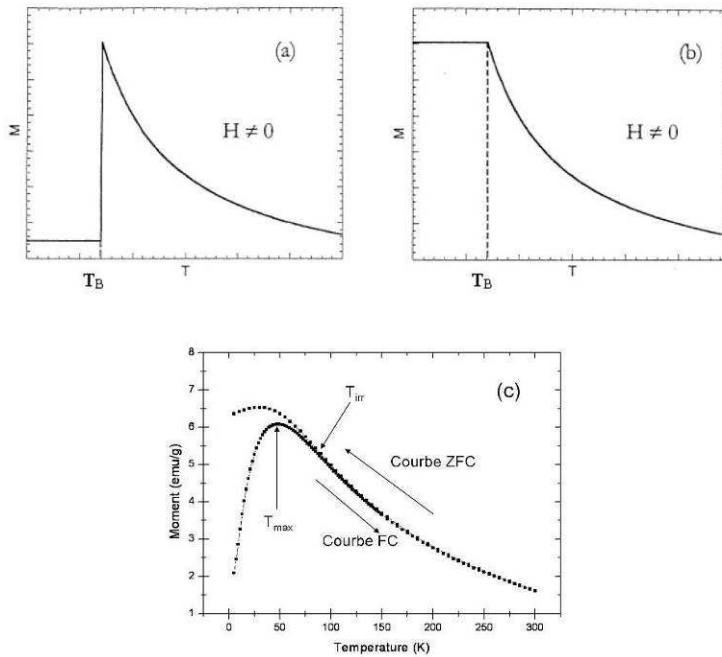 (a)
H ≠ 0
M
T_B
T
(b)
H ≠ 0
M
T_B
T
8
7
6
5
4
3
2
1
Moment (emu/g)
(c)
T_irr
Courbe ZFC
T_max
Courbe FC
0 50 100 150 200 250 300
Temperature (K)